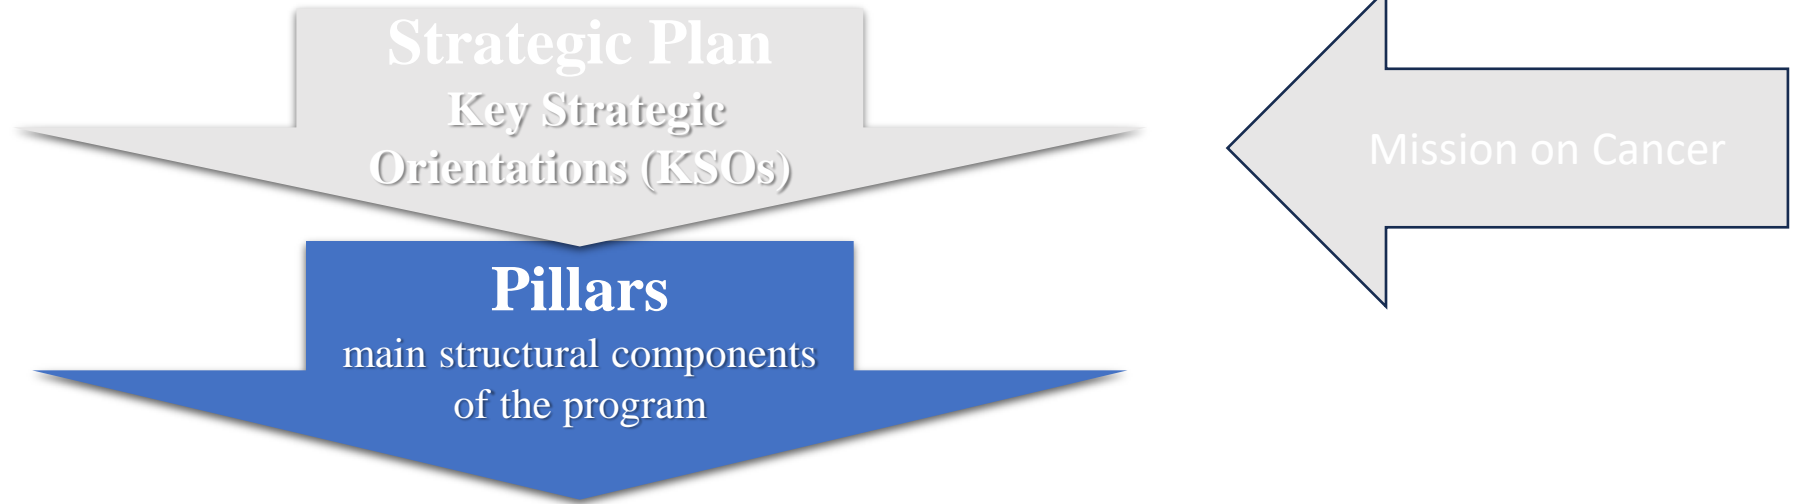 Strategic Plan
Key Strategic
Orientations (KSOs)
Mission on Cancer
Pillars
main structural components
of the program